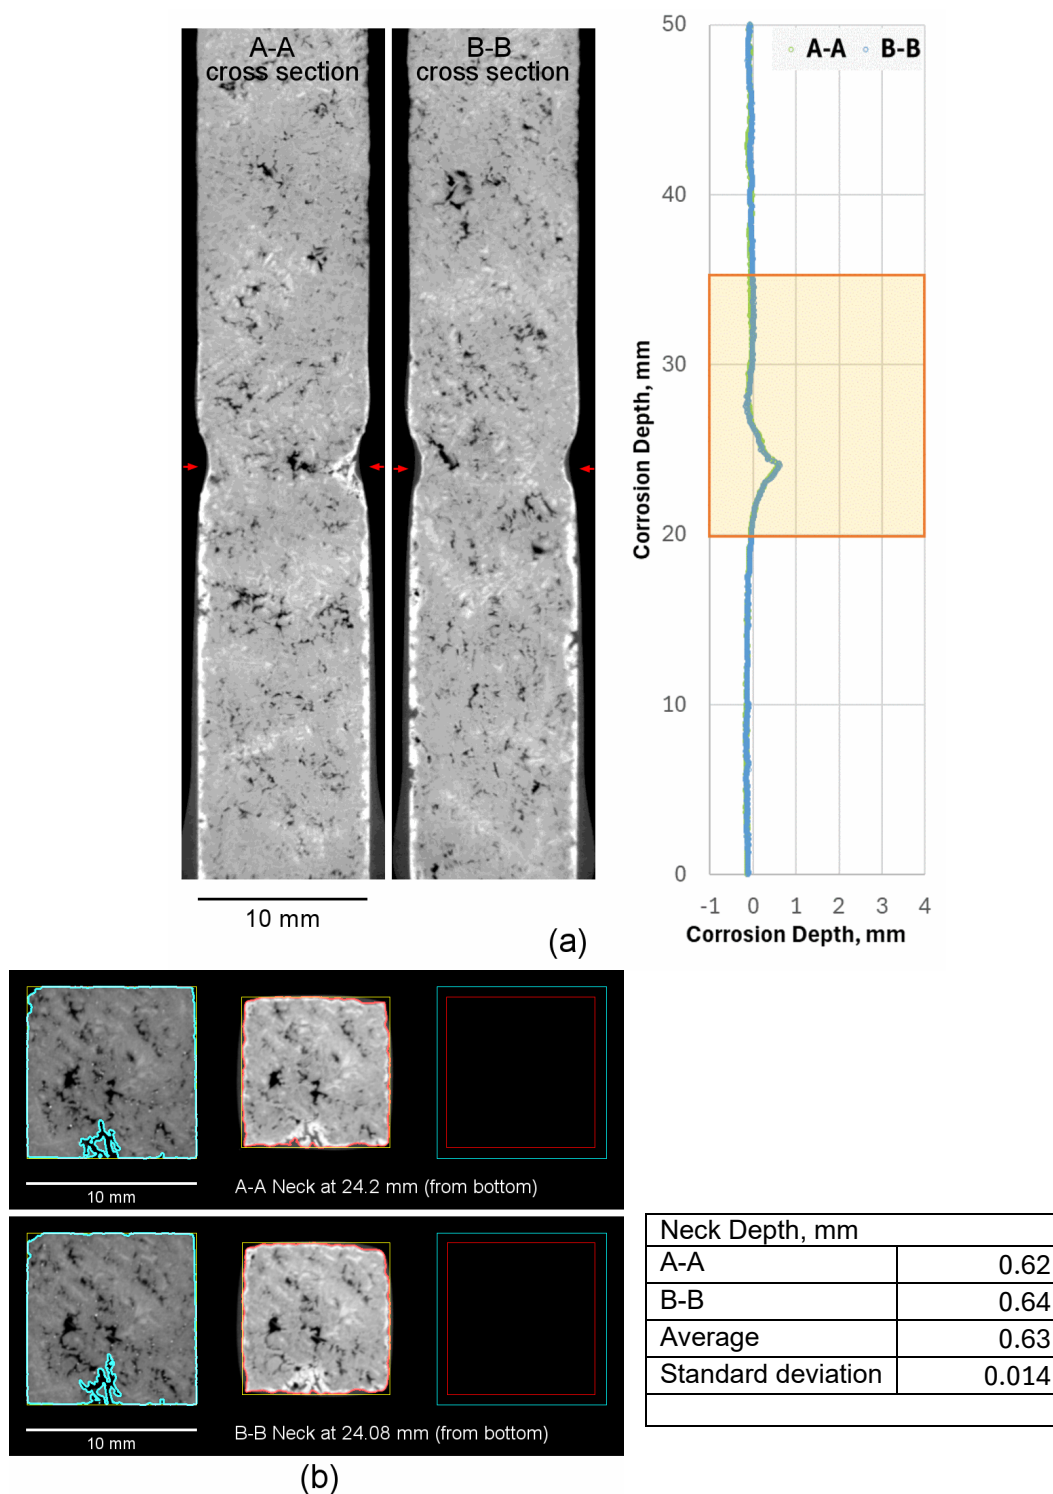 A-A
cross section
B-B
cross section
A-A B-B
50
40
30
20
10
0
Corrosion Depth, mm
-1 0 1 2 3 4
Corrosion Depth, mm
10 mm
(a)
10 mm
A-A Neck at 24.2 mm (from bottom)
10 mm
B-B Neck at 24.08 mm (from bottom)
(b)
Neck Depth, mm
A-A 0.62
B-B 0.64
Average 0.63
Standard deviation 0.014